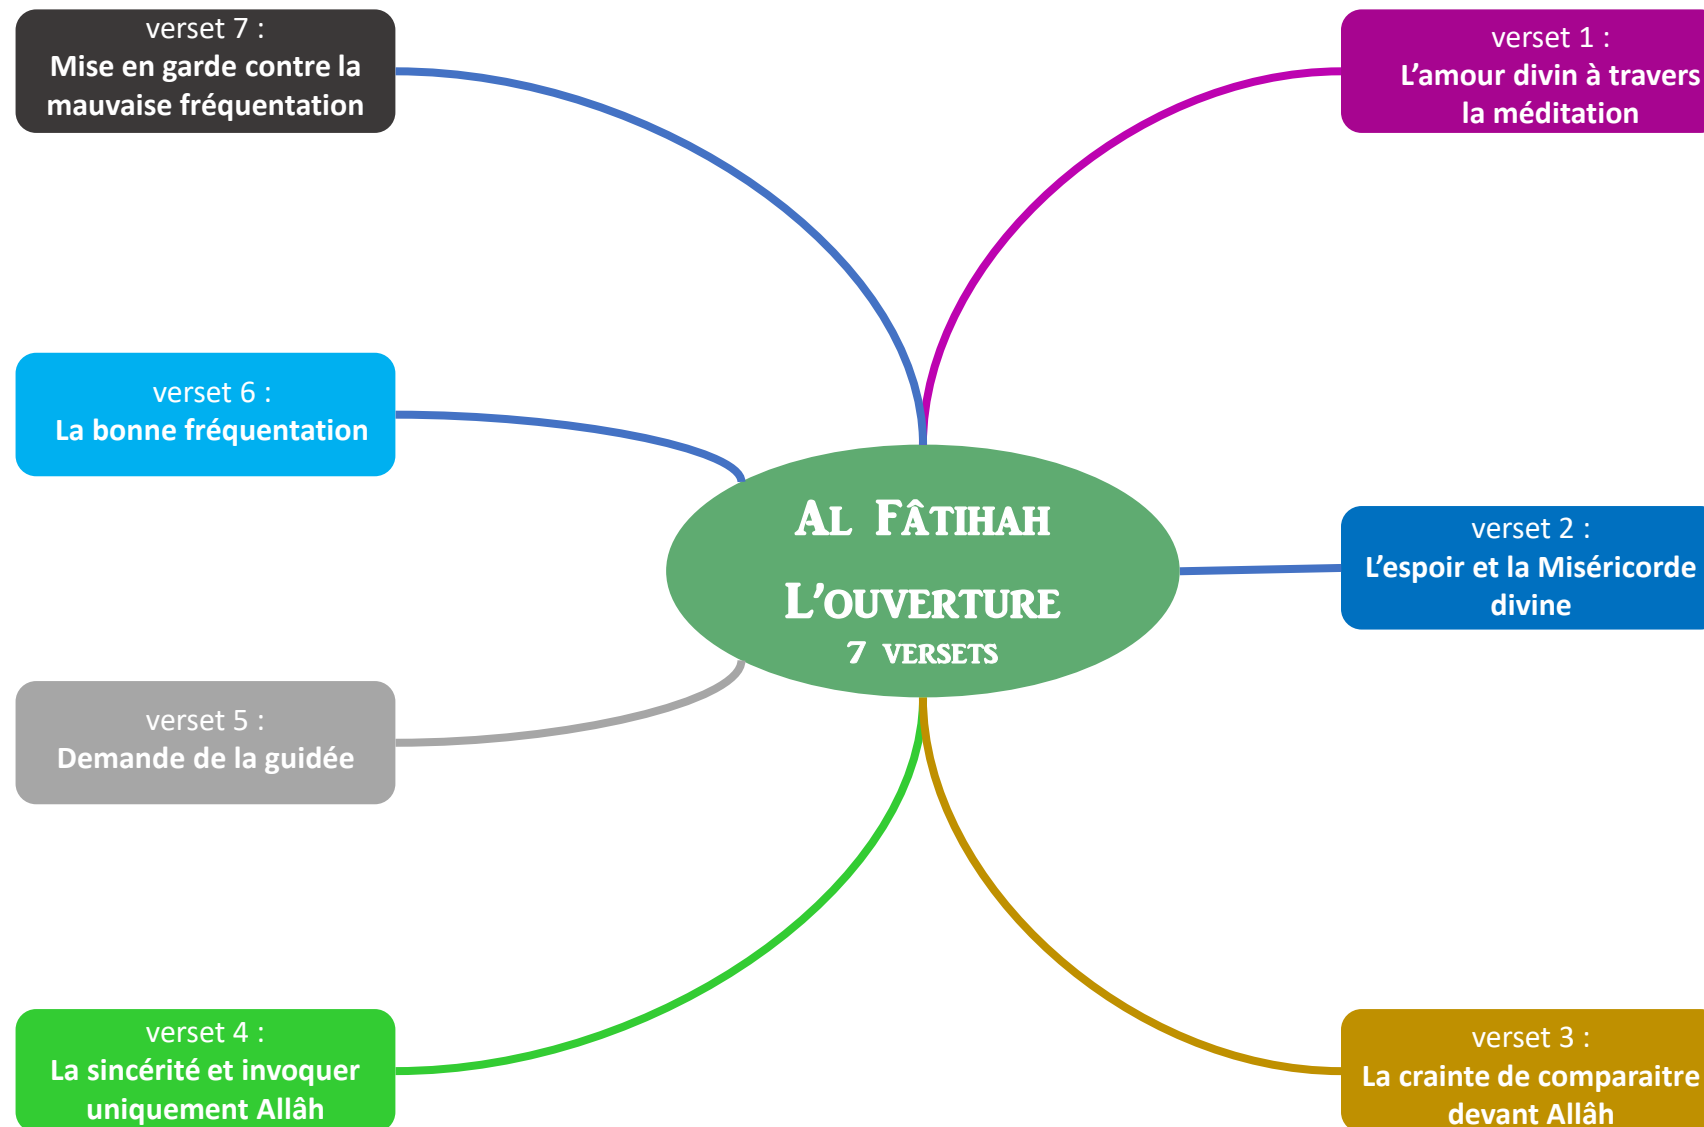 Al Fâtihah
L'ouverture
7 versets
verset 1 :
L’amour divin à travers
la méditation
verset 2 :
L’espoir et la Miséricorde
divine
verset 3 :
La crainte de comparaitre
devant Allâh
verset 4 :
La sincérité et invoquer
uniquement Allâh
verset 5 :
Demande de la guidée
verset 6 :
La bonne fréquentation
verset 7 :
Mise en garde contre la
mauvaise fréquentation